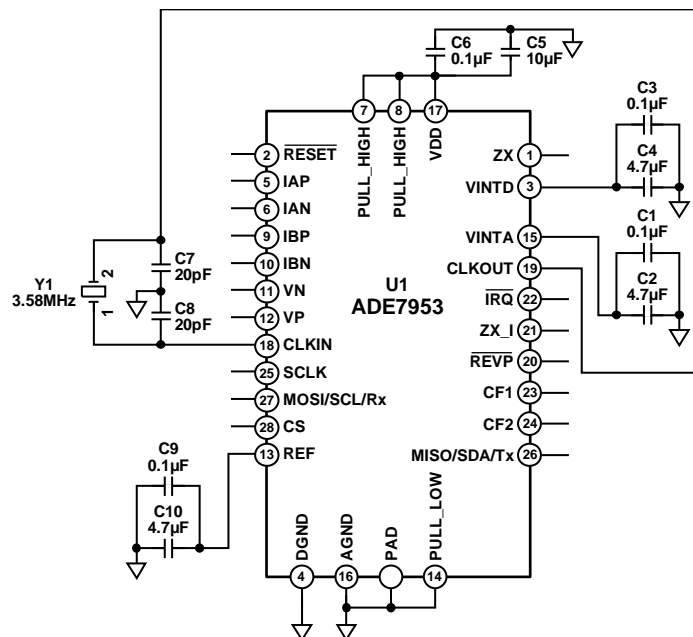 C6
0.1µF
C5
10µF
7
8
17
PULL_HIGH
PULL_HIGH
VDD
C3
0.1µF
C4
4.7µF
2
RESET
5
IAP
6
IAN
9
IBP
10
IBN
11
VN
12
VP
18
CLKIN
25
SCLK
27
MOSI/SCL/Rx
28
CS
13
REF
U1
ADE7953
ZX
1
VINTD
3
VINTA
15
CLKOUT
19
IRQ
22
ZX_I
21
REVP
20
CF1
23
CF2
24
MISO/SDA/Tx
26
C1
0.1µF
C2
4.7µF
Y1
3.58MHz
2
1
C7
20pF
C8
20pF
C9
0.1µF
C10
4.7µF
DGND
AGND
PAD
PULL_LOW
4
16
14